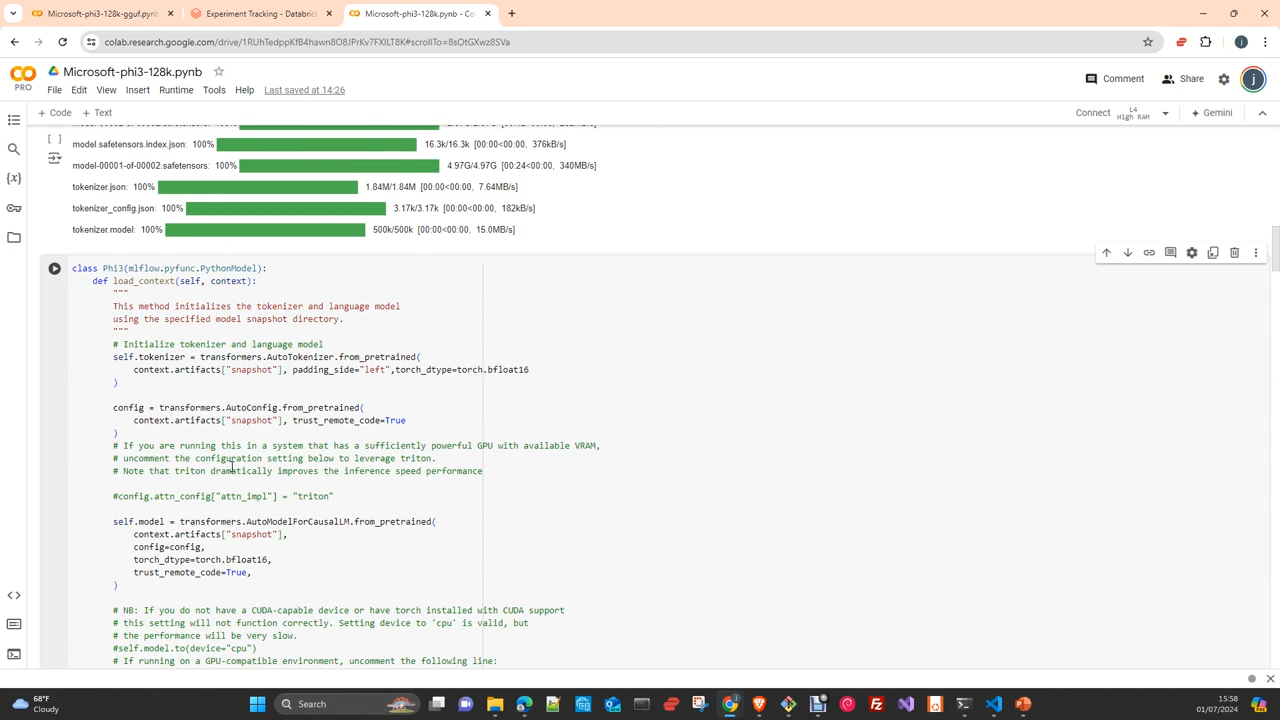 Microsoft-phi3-128k-gguf.pynb
Experiment Tracking - Databric
Microsoft-phi3-128k.pynb - Col
colab.research.google.com/drive/1RUhTedppKfB4hawn8O8JPrKv7FXILT8K#scrollTo=8sOtGXwz8SVa
j
PRO
Microsoft-phi3-128k.pynb
Comment
Share
j
File Edit View Insert Runtime Tools Help Last saved at 14:26
+ Code + Text
Connect
L4
High RAM
Gemini
[ ]
model.safetensors.index.json: 100% 16.3k/16.3k [00:00<00:00, 376kB/s]
model-00001-of-00002.safetensors: 100% 4.97G/4.97G [00:24<00:00, 340MB/s]
tokenizer.json: 100% 1.84M/1.84M [00:00<00:00, 7.64MB/s]
tokenizer_config.json: 100% 3.17k/3.17k [00:00<00:00, 182kB/s]
tokenizer.model: 100% 500k/500k [00:00<00:00, 15.0MB/s]
class Phi3(mlflow.pyfunc.PythonModel):
def load_context(self, context):
"""
This method initializes the tokenizer and language model
using the specified model snapshot directory.
"""
# Initialize tokenizer and language model
self.tokenizer = transformers.AutoTokenizer.from_pretrained(
context.artifacts["snapshot"], padding_side="left",torch_dtype=torch.bfloat16
)
config = transformers.AutoConfig.from_pretrained(
context.artifacts["snapshot"], trust_remote_code=True
)
# If you are running this in a system that has a sufficiently powerful GPU with available VRAM,
# uncomment the configuration setting below to leverage triton.
# Note that triton dramatically improves the inference speed performance
#config.attn_config["attn_impl"] = "triton"
self.model = transformers.AutoModelForCausalLM.from_pretrained(
context.artifacts["snapshot"],
config=config,
torch_dtype=torch.bfloat16,
trust_remote_code=True,
)
# NB: If you do not have a CUDA-capable device or have torch installed with CUDA support
# this setting will not function correctly. Setting device to 'cpu' is valid, but
# the performance will be very slow.
#self.model.to(device="cpu")
# If running on a GPU-compatible environment, uncomment the following line:
68°F
Cloudy
Search
15:58
01/07/2024